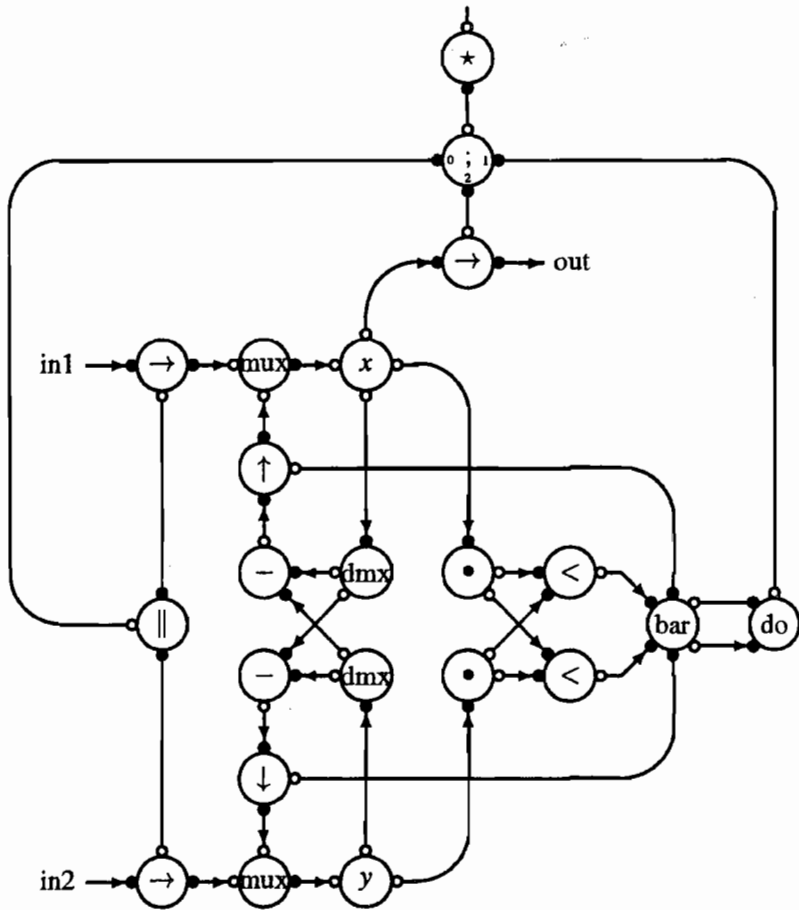 ★
0 ; 1
2
→ out
in1 → mux x
↑
− dmx • <
|| bar do
− dmx • <
↓
in2 → mux y